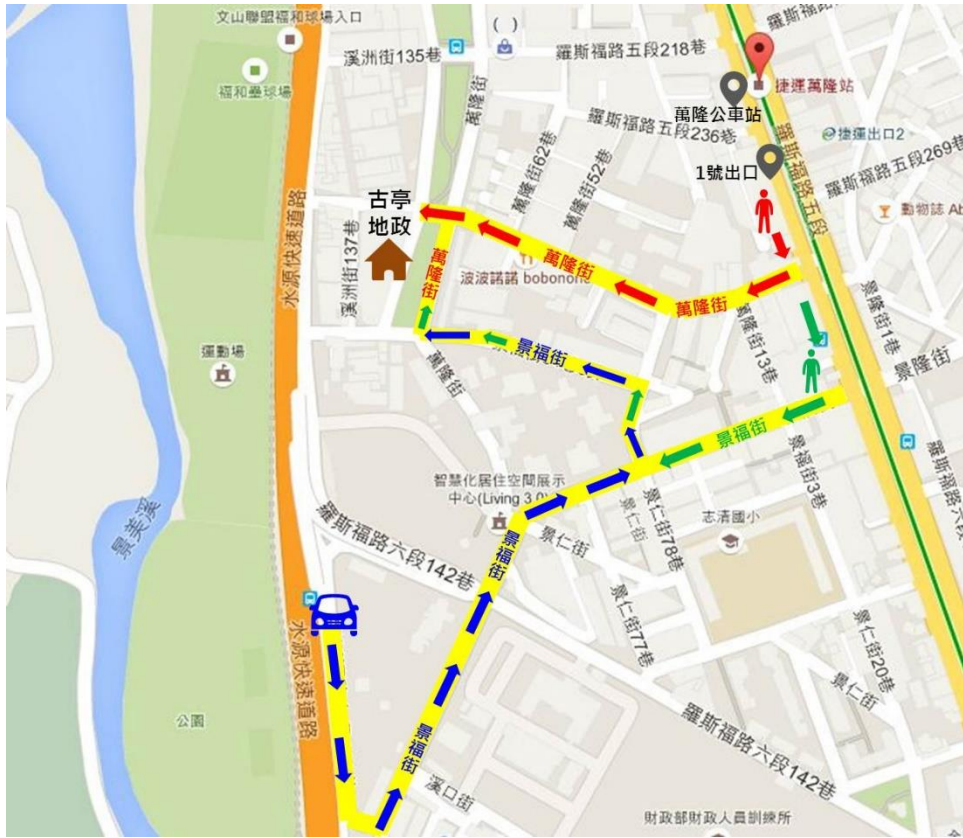 文山聯盟福和球場入口
( )
溪洲街135巷
羅斯福路五段218巷
捷運萬隆站
福和壘球場
萬隆街
萬隆公車站
羅斯福路五段236巷
捷運出口2
羅斯福路五段
羅斯福路五段269巷
萬隆街62巷
萬隆街52巷
1號出口
動物誌 Ab
古亭
地政
水源快速道路
溪洲街137巷
萬隆街
萬隆街
波波諾諾 bobonono
萬隆街
萬隆街13巷
景隆街1巷
景隆街
運動場
景福街
萬隆街
景福街
景福街3巷
羅斯福路六段
智慧化居住空間展示
中心(Living 3.0)
景仁街
景仁街
景仁街78巷
志清國小
景美溪
羅斯福路六段142巷
景福街
景仁街77巷
景仁街20巷
景仁街
水源快速道路
公園
景福街
羅斯福路六段142巷
溪口街
財政部財政人員訓練所